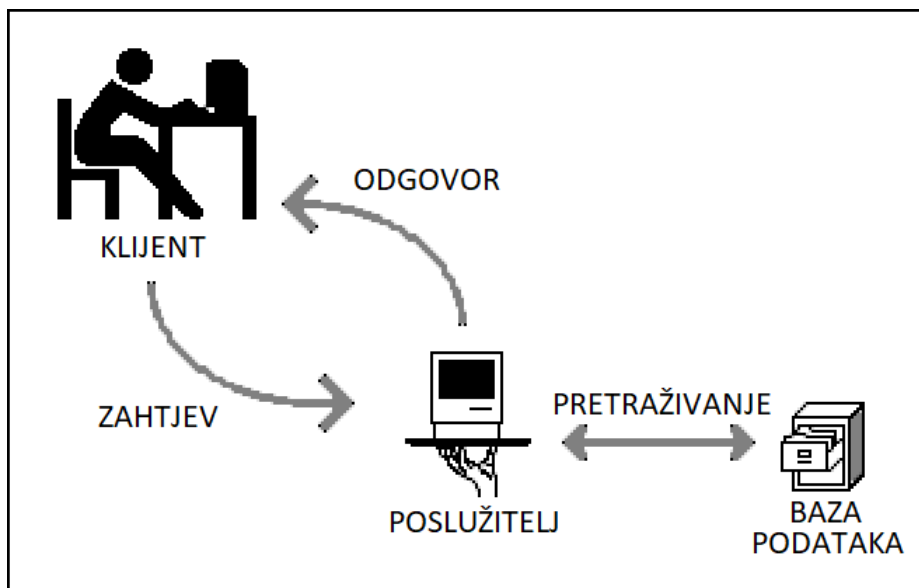 ODGOVOR
KLIJENT
ZAHTJEV
PRETRAŽIVANJE
POSLUŽITELJ
BAZA
PODATAKA